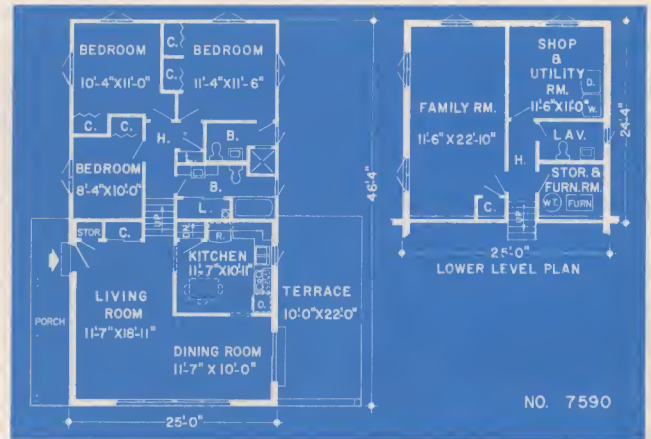 BEDROOM
10'-4"X11'-0"
C.
C.
BEDROOM
11'-4"X11'-6"
C.
C.
H.
B.
L.
BEDROOM
8'-4"X10'-0"
B.
L.
UP
STOR.
C.
DN
R.
KITCHEN
11'-7"X10'-11"
O.
LIVING
ROOM
11'-7"X18'-11"
PORCH
DINING ROOM
11'-7" X 10'-0"
TERRACE
10'-0"X22'-0"
25'-0"
46'-4"
FAMILY RM.
11'-6"X22'-10"
SHOP
&
UTILITY
RM.
11'-6"X11'-0"
D.
W.
LAV.
H.
STOR. &
FURN. RM.
W.T.
FURN
C.
UP
24'-4"
25'-0"
LOWER LEVEL PLAN
NO. 7590